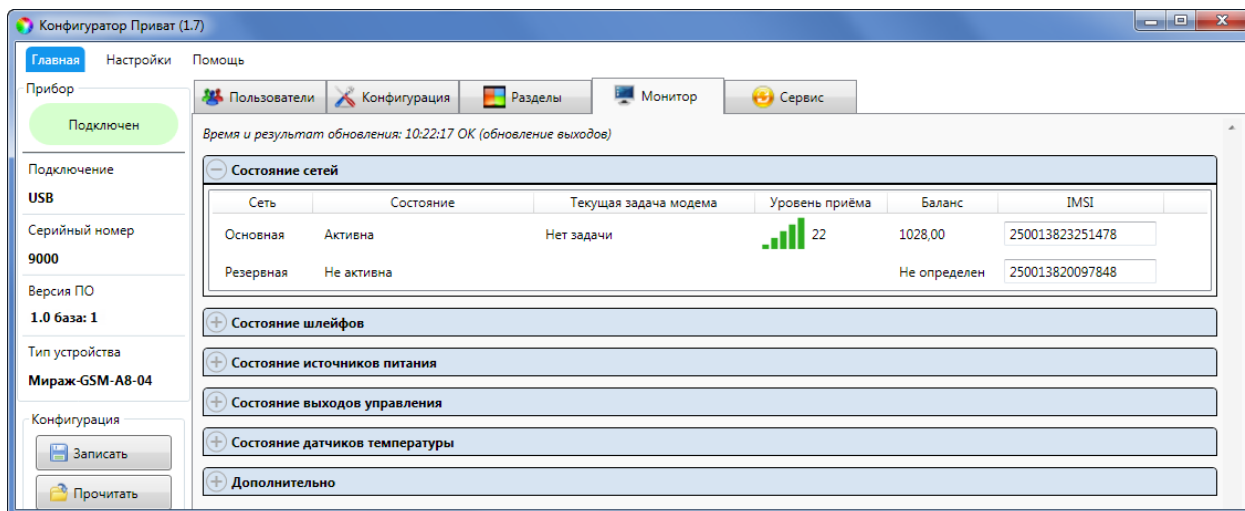 Конфигуратор Приват (1.7)
Главная Настройки Помощь
Прибор
Подключен
Подключение
USB
Серийный номер
9000
Версия ПО
1.0 база: 1
Тип устройства
Мираж-GSM-A8-04
Конфигурация
Записать
Прочитать
Пользователи Конфигурация Разделы Монитор Сервис
Время и результат обновления: 10:22:17 ОК (обновление выходов)
Состояние сетей
Сеть Состояние Текущая задача модема Уровень приёма Баланс IMSI
Основная Активна Нет задачи 22 1028,00 250013823251478
Резервная Не активна Не определен 250013820097848
Состояние шлейфов
Состояние источников питания
Состояние выходов управления
Состояние датчиков температуры
Дополнительно